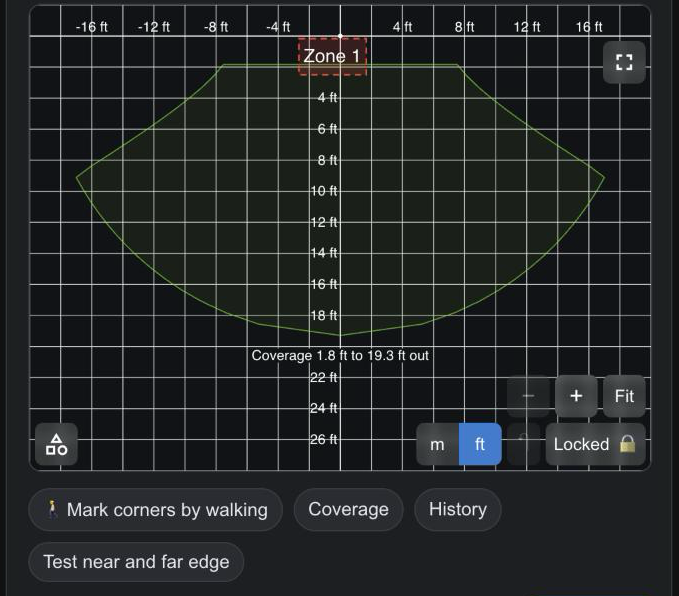 -16 ft -12 ft -8 ft -4 ft 4 ft 8 ft 12 ft 16 ft
Zone 1
4 ft
6 ft
8 ft
10 ft
12 ft
14 ft
16 ft
18 ft
Coverage 1.8 ft to 19.3 ft out
22 ft
24 ft
26 ft
− + Fit
m ft Locked
Mark corners by walking Coverage History
Test near and far edge